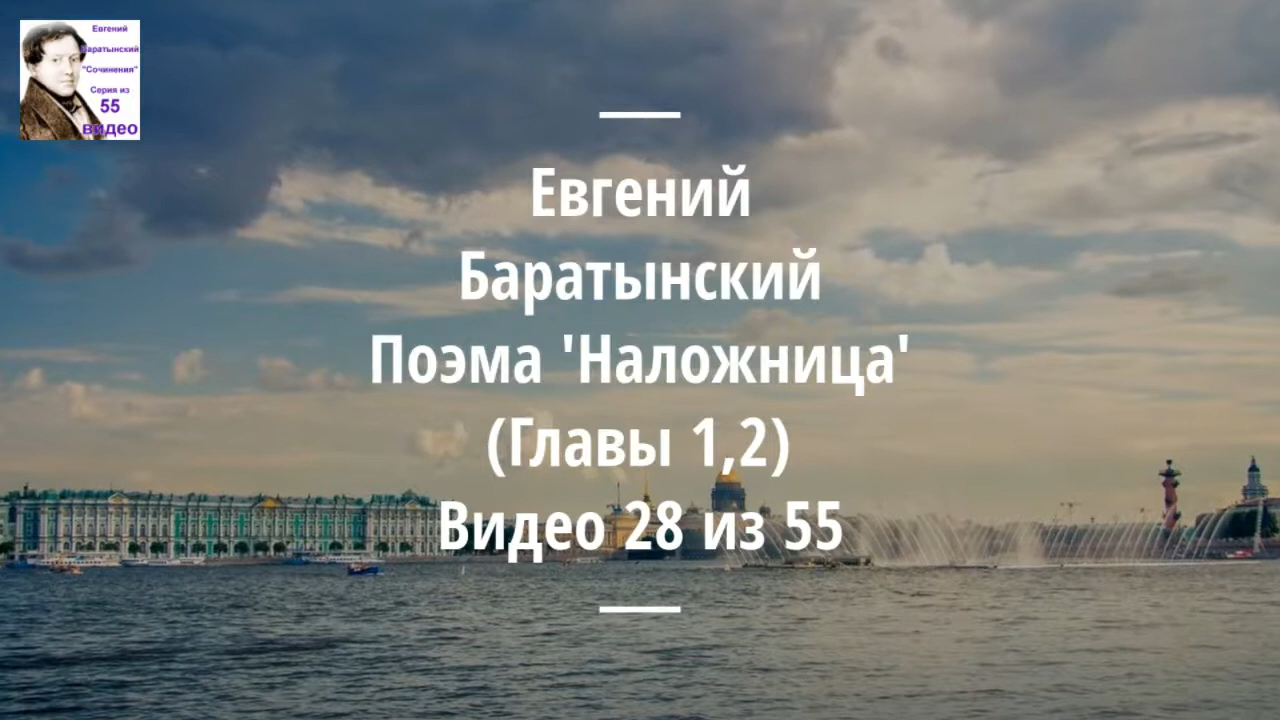 Евгений
Баратынский
"Сочинения"
Серия из
55
видео
Евгений
Баратынский
Поэма 'Наложница'
(Главы 1,2)
Видео 28 из 55